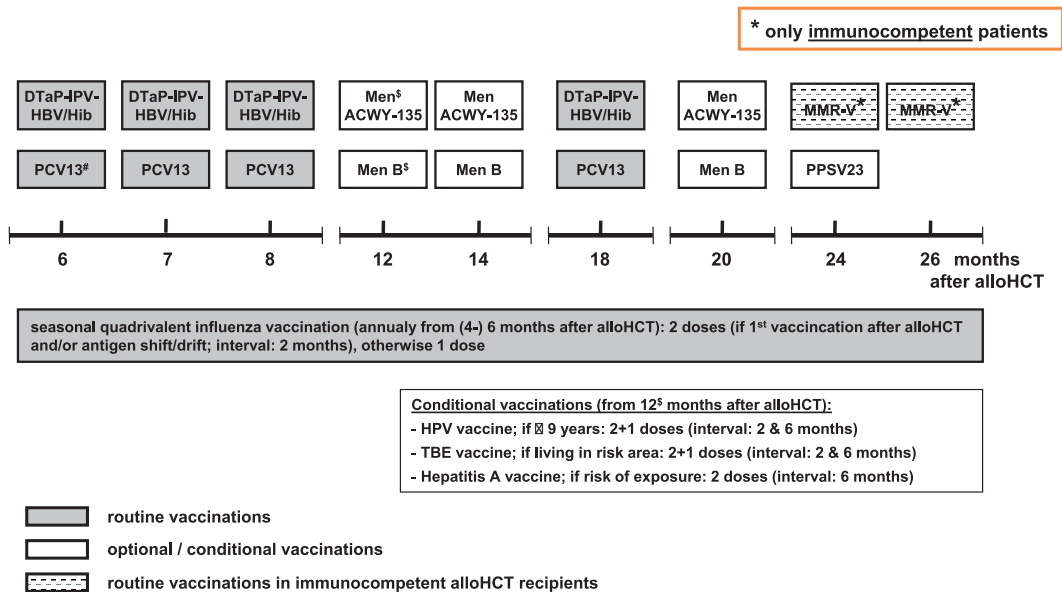 * only immunocompetent patients
DTaP-IPV-
HBV/Hib
DTaP-IPV-
HBV/Hib
DTaP-IPV-
HBV/Hib
Men$
ACWY-135
Men
ACWY-135
DTaP-IPV-
HBV/Hib
Men
ACWY-135
MMR-V*
MMR-V*
PCV13#
PCV13
PCV13
Men B$
Men B
PCV13
Men B
PPSV23
6 7 8 12 14 18 20 24 26 months
after alloHCT
seasonal quadrivalent influenza vaccination (annualy from (4-) 6 months after alloHCT): 2 doses (if 1st vaccincation after alloHCT
and/or antigen shift/drift; interval: 2 months), otherwise 1 dose
Conditional vaccinations (from 12$ months after alloHCT):
- HPV vaccine; if 9 years: 2+1 doses (interval: 2 & 6 months)
- TBE vaccine; if living in risk area: 2+1 doses (interval: 2 & 6 months)
- Hepatitis A vaccine; if risk of exposure: 2 doses (interval: 6 months)
routine vaccinations
optional / conditional vaccinations
routine vaccinations in immunocompetent alloHCT recipients